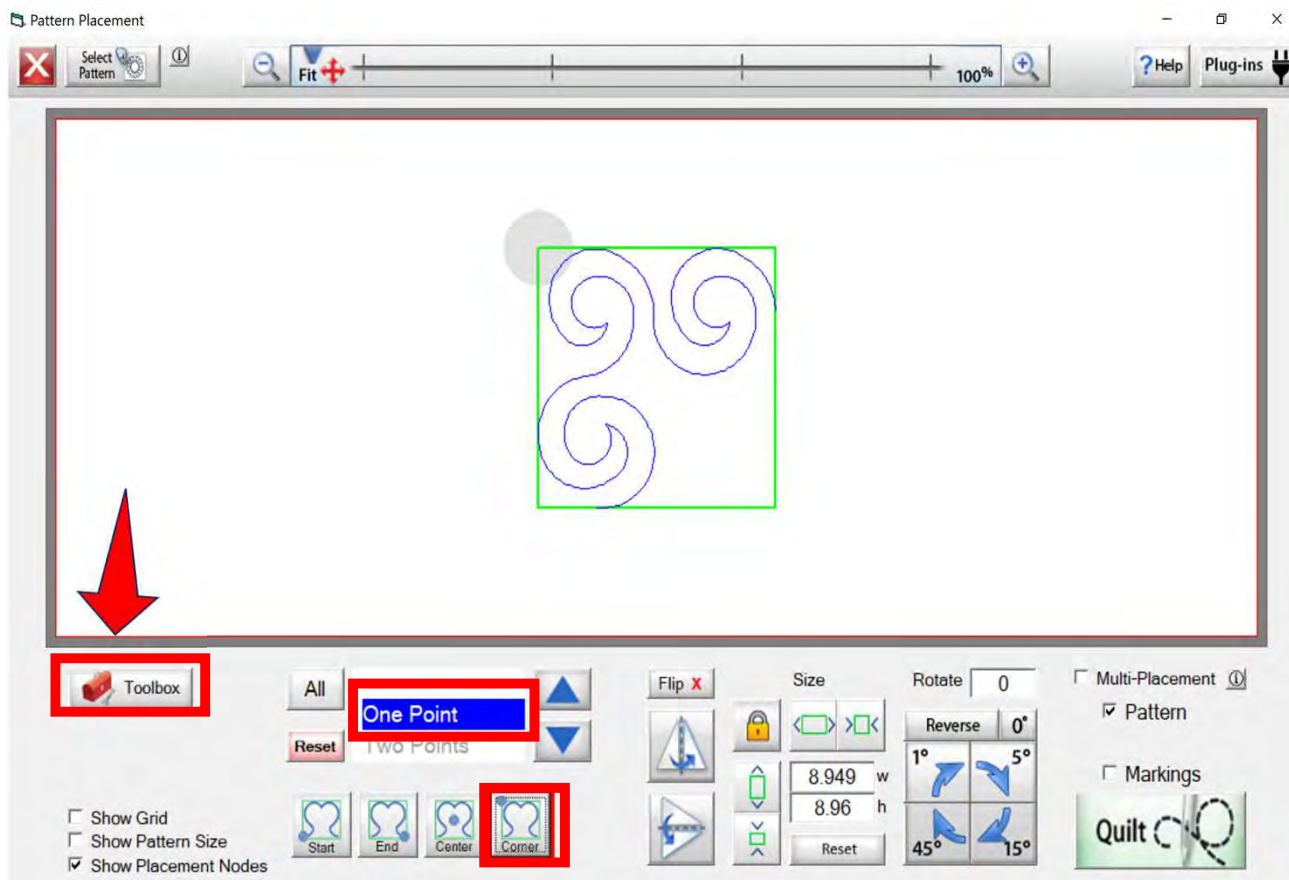 Pattern Placement
Select Pattern
Fit
100%
?Help
Plug-ins
Toolbox
All
One Point
Reset
Two Points
Start
End
Center
Corner
Show Grid
Show Pattern Size
Show Placement Nodes
Flip X
Size
8.949 w
8.96 h
Reset
Rotate 0
Reverse 0°
1° 5°
45° 15°
Multi-Placement
Pattern
Markings
Quilt